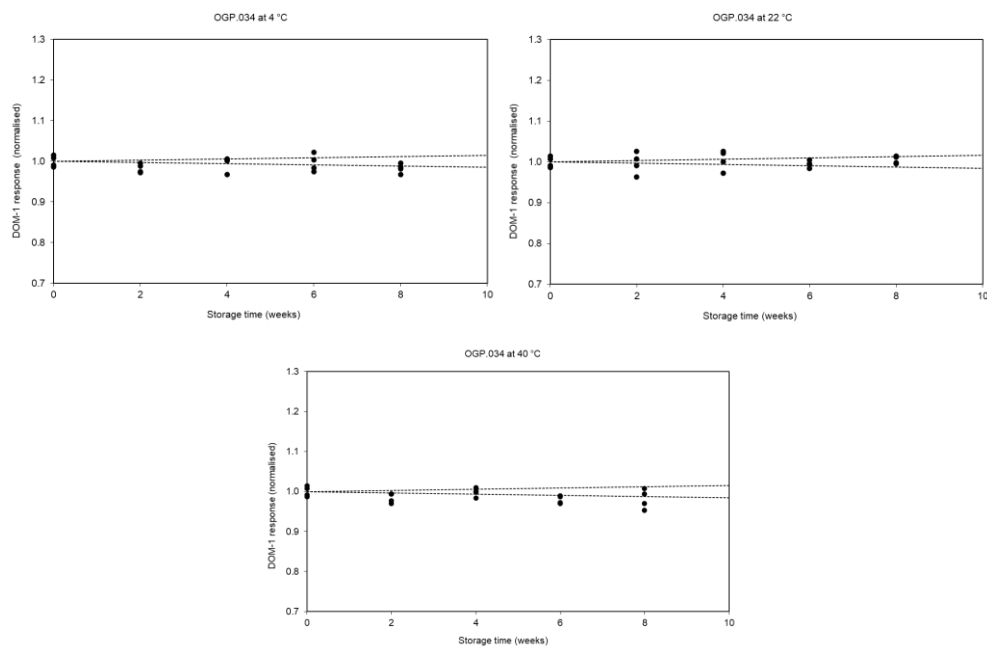 OGP.034 at 4 °C
1.3
1.2
1.1
1.0
0.9
0.8
0.7
DOM-1 response (normalised)
0 2 4 6 8 10
Storage time (weeks)
OGP.034 at 22 °C
1.3
1.2
1.1
1.0
0.9
0.8
0.7
DOM-1 response (normalised)
0 2 4 6 8 10
Storage time (weeks)
OGP.034 at 40 °C
1.3
1.2
1.1
1.0
0.9
0.8
0.7
DOM-1 response (normalised)
0 2 4 6 8 10
Storage time (weeks)